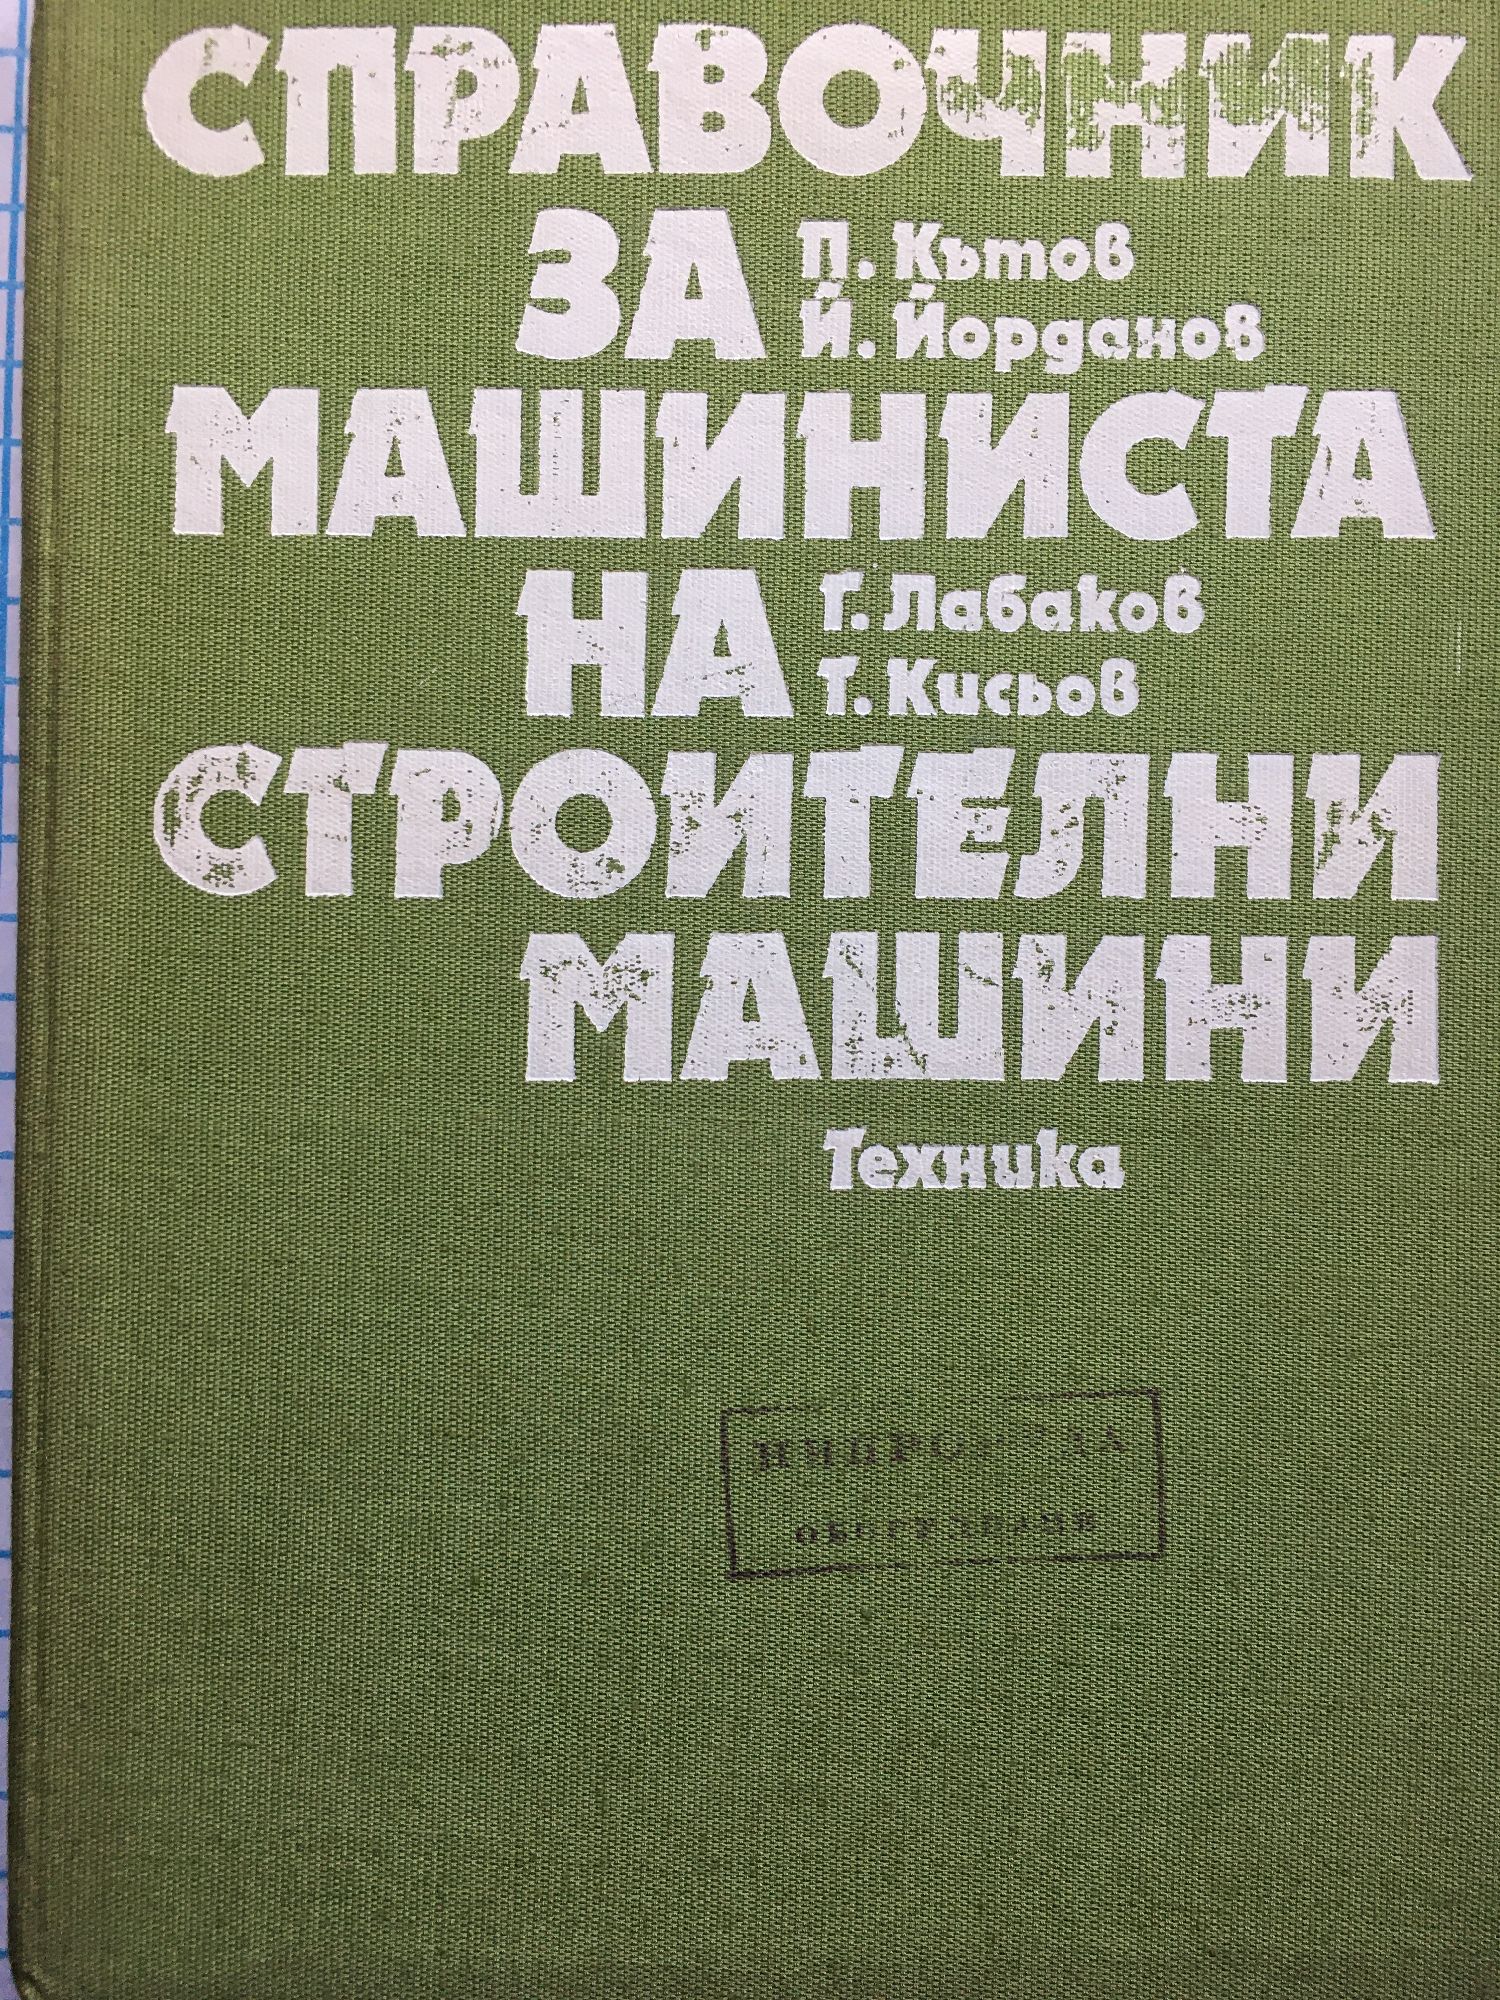 СПРАВОЧНИК
ЗА
П. Кътов
Й. Йорданов
МАШИНИСТА
НА
Г. Лабаков
Т. Кисьов
СТРОИТЕЛНИ
МАШИНИ
Техника